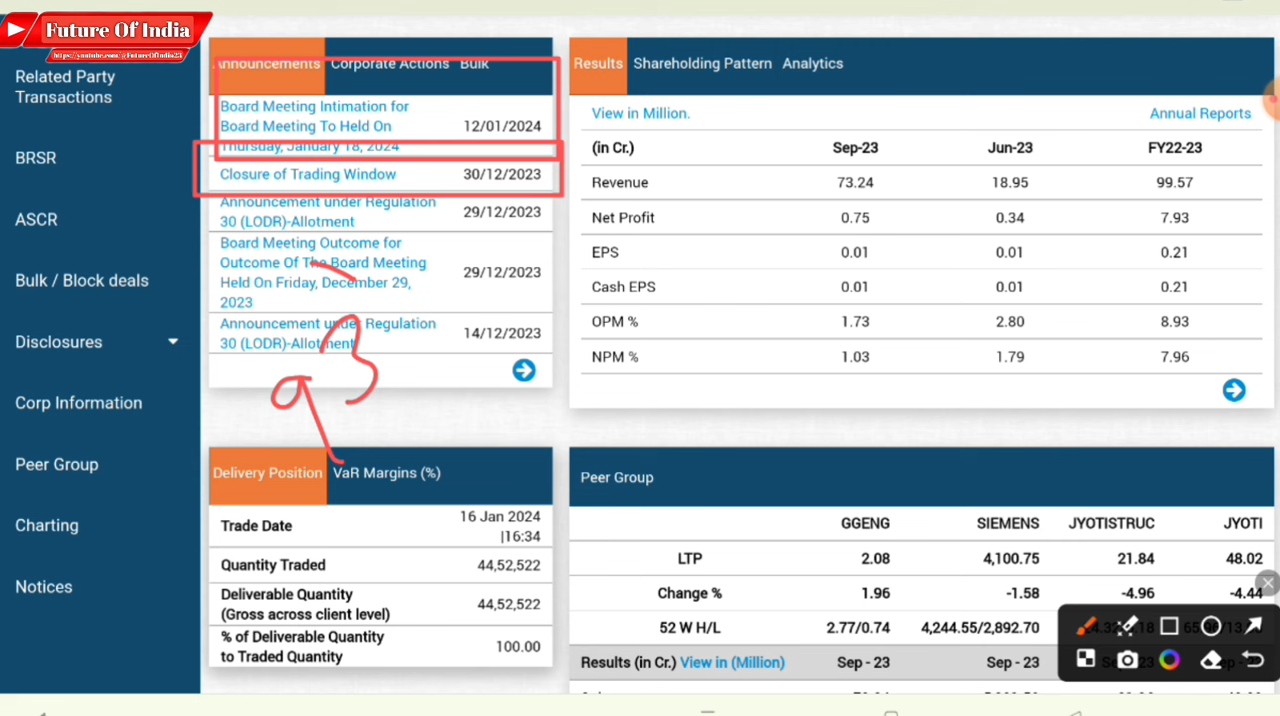 Future Of India
https://youtube.com/@FutureOfIndia23
Related Party
Transactions
BRSR
ASCR
Bulk / Block deals
Disclosures
Corp Information
Peer Group
Charting
Notices
Announcements Corporate Actions Bulk
Board Meeting Intimation for
Board Meeting To Held On 12/01/2024
Thursday, January 18, 2024
Closure of Trading Window 30/12/2023
Announcement under Regulation
30 (LODR)-Allotment 29/12/2023
Board Meeting Outcome for
Outcome Of The Board Meeting
Held On Friday, December 29, 29/12/2023
2023
Announcement under Regulation
30 (LODR)-Allotment 14/12/2023
Results Shareholding Pattern Analytics
View in Million. Annual Reports
(in Cr.) Sep-23 Jun-23 FY22-23
Revenue 73.24 18.95 99.57
Net Profit 0.75 0.34 7.93
EPS 0.01 0.01 0.21
Cash EPS 0.01 0.01 0.21
OPM % 1.73 2.80 8.93
NPM % 1.03 1.79 7.96
Delivery Position VaR Margins (%)
Trade Date 16 Jan 2024
|16:34
Quantity Traded 44,52,522
Deliverable Quantity
(Gross across client level) 44,52,522
% of Deliverable Quantity
to Traded Quantity 100.00
Peer Group
GGENG SIEMENS JYOTISTRUC JYOTI
LTP 2.08 4,100.75 21.84 48.02
Change % 1.96 -1.58 -4.96 -4.44
52 W H/L 2.77/0.74 4,244.55/2,892.70
Results (in Cr.) View in (Million) Sep - 23 Sep - 23